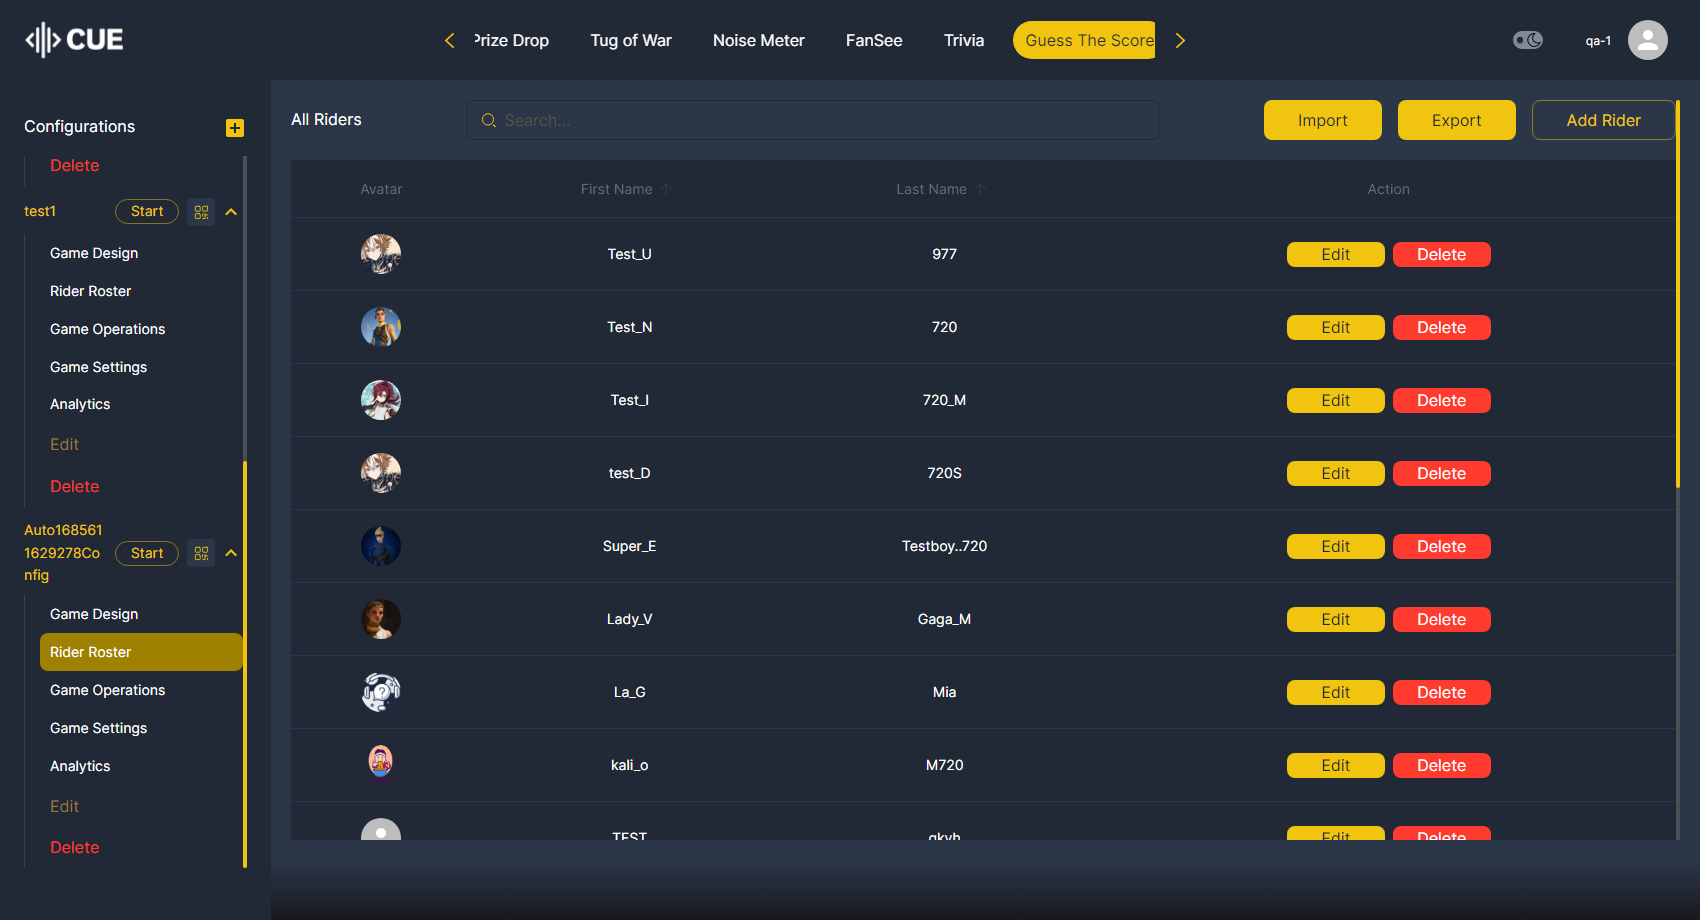 CUE
Prize Drop
Tug of War
Noise Meter
FanSee
Trivia
Guess The Score
qa-1
Configurations
Delete
test1
Start
Game Design
Rider Roster
Game Operations
Game Settings
Analytics
Edit
Delete
Auto168561
1629278Co
nfig
Start
Game Design
Rider Roster
Game Operations
Game Settings
Analytics
Edit
Delete
All Riders
Search...
Import
Export
Add Rider
Avatar First Name Last Name Action
Test_U 977 Edit Delete
Test_N 720 Edit Delete
Test_I 720_M Edit Delete
test_D 720S Edit Delete
Super_E Testboy..720 Edit Delete
Lady_V Gaga_M Edit Delete
La_G Mia Edit Delete
kali_o M720 Edit Delete
TEST Edit Delete